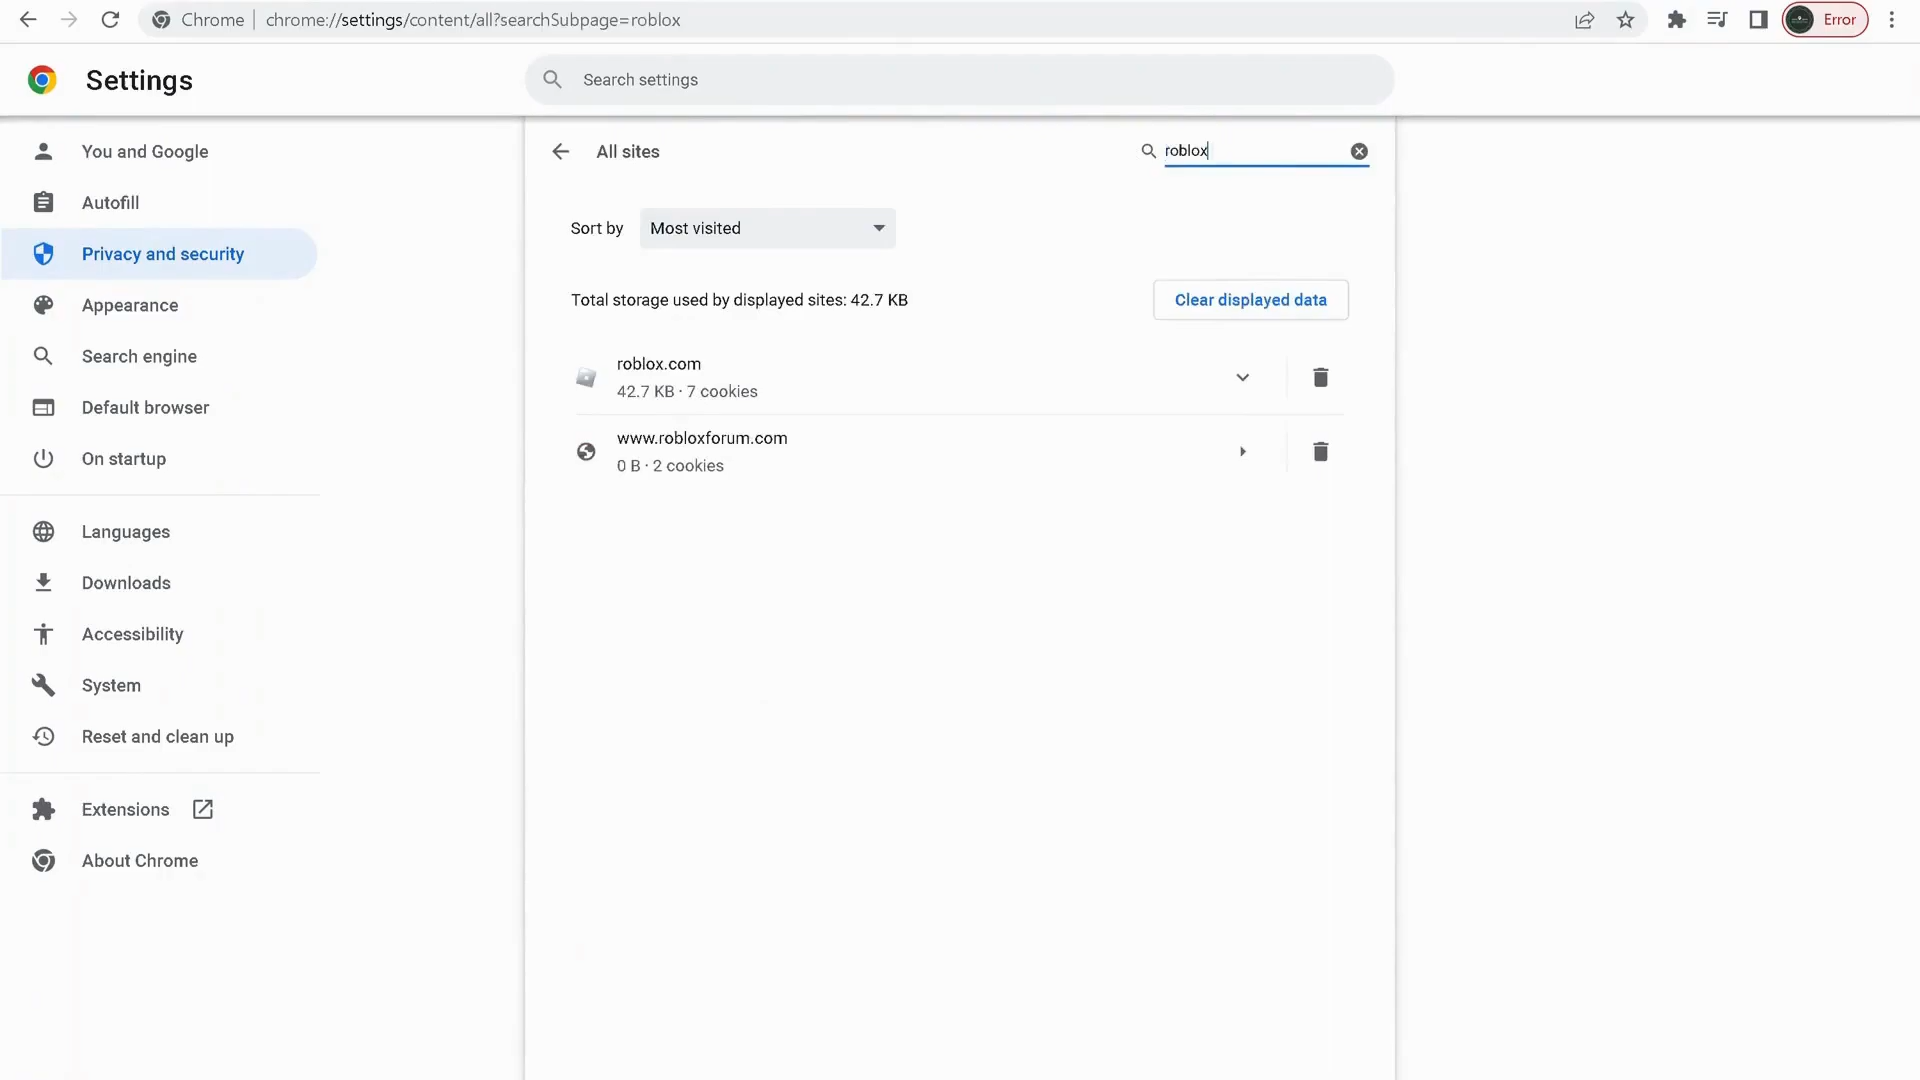 Chrome | chrome://settings/content/all?searchSubpage=roblox
Error
Settings
Search settings
You and Google
Autofill
Privacy and security
Appearance
Search engine
Default browser
On startup
Languages
Downloads
Accessibility
System
Reset and clean up
Extensions
About Chrome
All sites
roblox
Sort by Most visited
Total storage used by displayed sites: 42.7 KB
Clear displayed data
roblox.com
42.7 KB · 7 cookies
www.robloxforum.com
0 B · 2 cookies